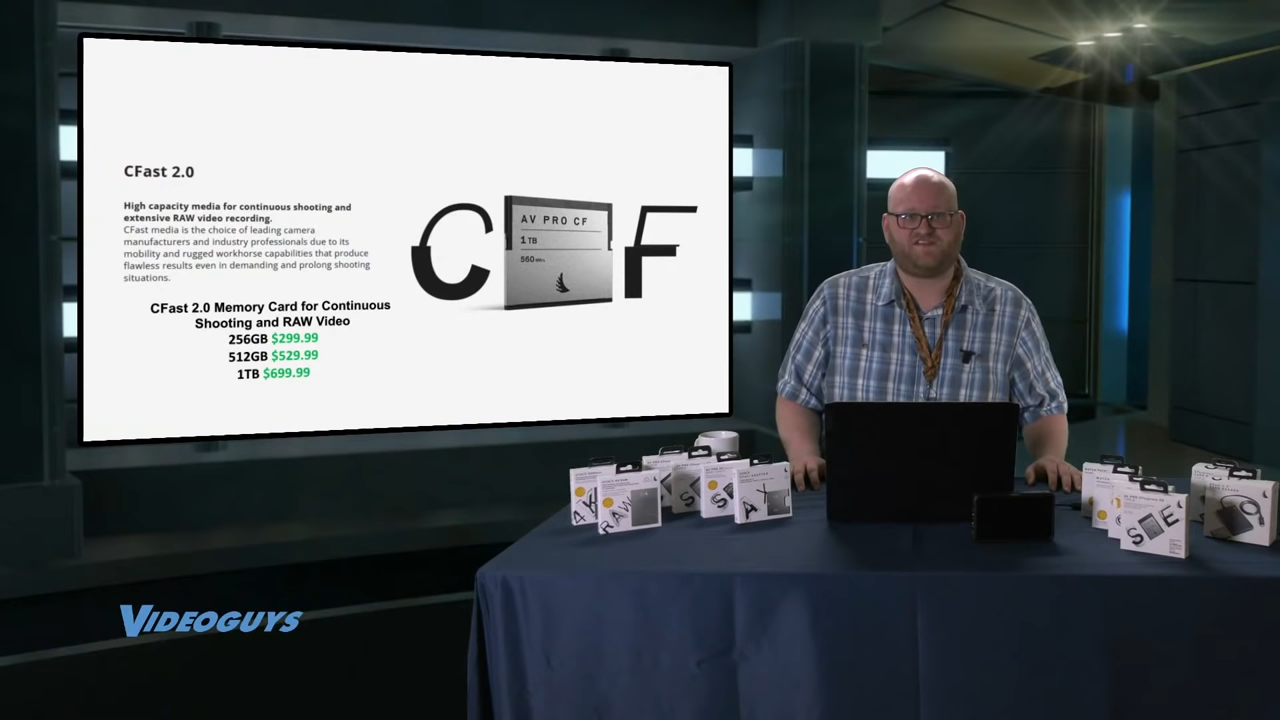 CFast 2.0
High capacity media for continuous shooting and
extensive RAW video recording.
CFast media is the choice of leading camera
manufacturers and industry professionals due to its
mobility and rugged workhorse capabilities that produce
flawless results even in demanding and prolong shooting
situations.
CFast 2.0 Memory Card for Continuous
Shooting and RAW Video
256GB $299.99
512GB $529.99
1TB $699.99
C F
AV PRO CF
1TB
560
VIDEOGUYS
RAW
S
A
S E